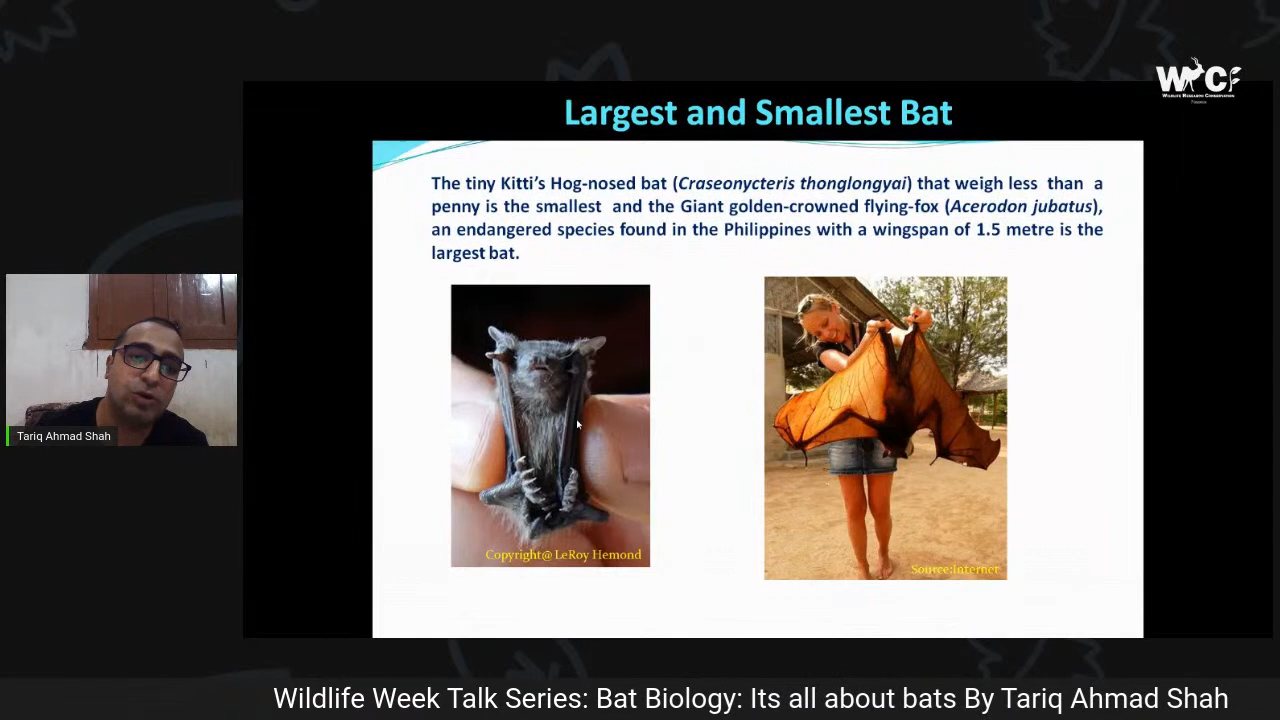 Largest and Smallest Bat
WRCF
WILDLIFE RESEARCH CONSERVATION
The tiny Kitti's Hog-nosed bat (Craseonycteris thonglongyai) that weigh less than a
penny is the smallest and the Giant golden-crowned flying-fox (Acerodon jubatus),
an endangered species found in the Philippines with a wingspan of 1.5 metre is the
largest bat.
Copyright@ LeRoy Hemond
Source:Internet
Tariq Ahmad Shah
Wildlife Week Talk Series: Bat Biology: Its all about bats By Tariq Ahmad Shah